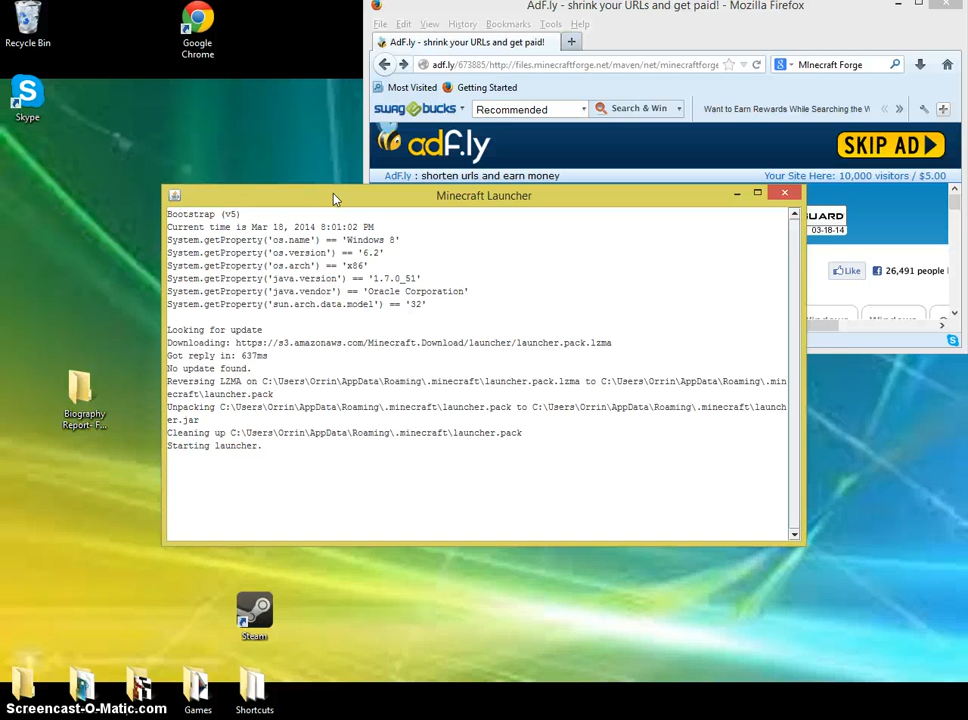 Recycle Bin
Google
Chrome
Skype
AdF.ly - shrink your URLs and get paid! - Mozilla Firefox
File Edit View History Bookmarks Tools Help
AdF.ly - shrink your URLs and get paid!
adf.ly/673885/http://files.minecraftforge.net/maven/net/minecraftforge
MInecraft Forge
Most Visited Getting Started
swagbucks Recommended Search & Win Want to Earn Rewards While Searching the W
adf.ly SKIP AD
AdF.ly : shorten urls and earn money Your Site Here: 10,000 visitors / $5.00
Minecraft Launcher
Bootstrap (v5)
Current time is Mar 18, 2014 8:01:02 PM
System.getProperty('os.name') == 'Windows 8'
System.getProperty('os.version') == '6.2'
System.getProperty('os.arch') == 'x86'
System.getProperty('java.version') == '1.7.0_51'
System.getProperty('java.vendor') == 'Oracle Corporation'
System.getProperty('sun.arch.data.model') == '32'
Looking for update
Downloading: https://s3.amazonaws.com/Minecraft.Download/launcher/launcher.pack.lzma
Got reply in: 637ms
No update found.
Reversing LZMA on C:\Users\Orrin\AppData\Roaming\.minecraft\launcher.pack.lzma to C:\Users\Orrin\AppData\Roaming\.min
ecraft\launcher.pack
Unpacking C:\Users\Orrin\AppData\Roaming\.minecraft\launcher.pack to C:\Users\Orrin\AppData\Roaming\.minecraft\launch
er.jar
Cleaning up C:\Users\Orrin\AppData\Roaming\.minecraft\launcher.pack
Starting launcher.
UARD
03-18-14
Like 26,491 people
Biography
Report- F...
Steam
Games
Shortcuts
Screencast-O-Matic.com